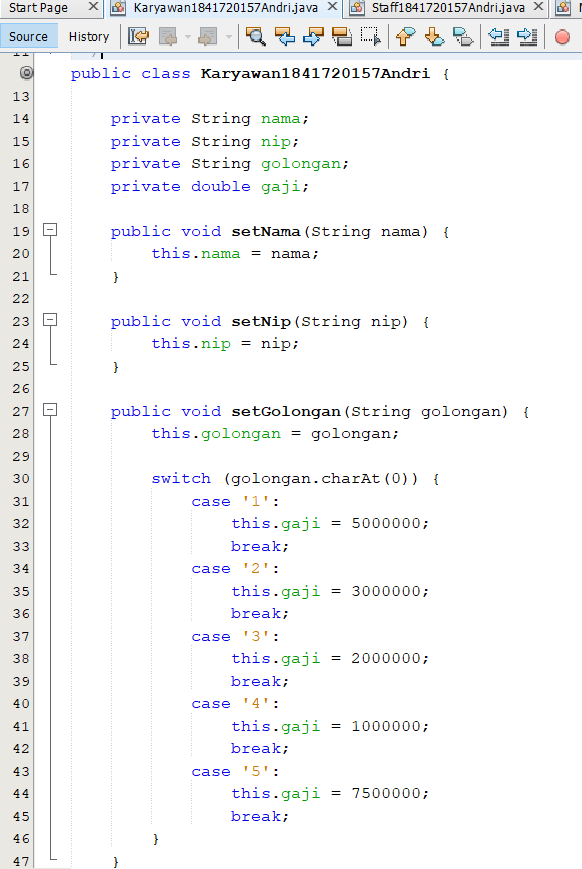 Start Page Karyawan1841720157Andri.java Staff1841720157Andri.java
Source History
public class Karyawan1841720157Andri {
13
14 private String nama;
15 private String nip;
16 private String golongan;
17 private double gaji;
18
19 public void setNama(String nama) {
20 this.nama = nama;
21 }
22
23 public void setNip(String nip) {
24 this.nip = nip;
25 }
26
27 public void setGolongan(String golongan) {
28 this.golongan = golongan;
29
30 switch (golongan.charAt(0)) {
31 case '1':
32 this.gaji = 5000000;
33 break;
34 case '2':
35 this.gaji = 3000000;
36 break;
37 case '3':
38 this.gaji = 2000000;
39 break;
40 case '4':
41 this.gaji = 1000000;
42 break;
43 case '5':
44 this.gaji = 7500000;
45 break;
46 }
47 }